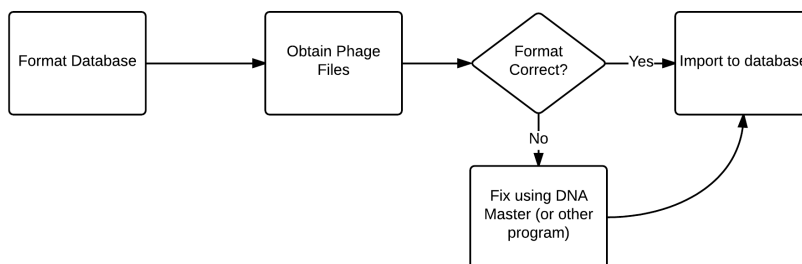 Format Database
Obtain Phage
Files
Format
Correct?
Yes
Import to database
No
Fix using DNA
Master (or other
program)